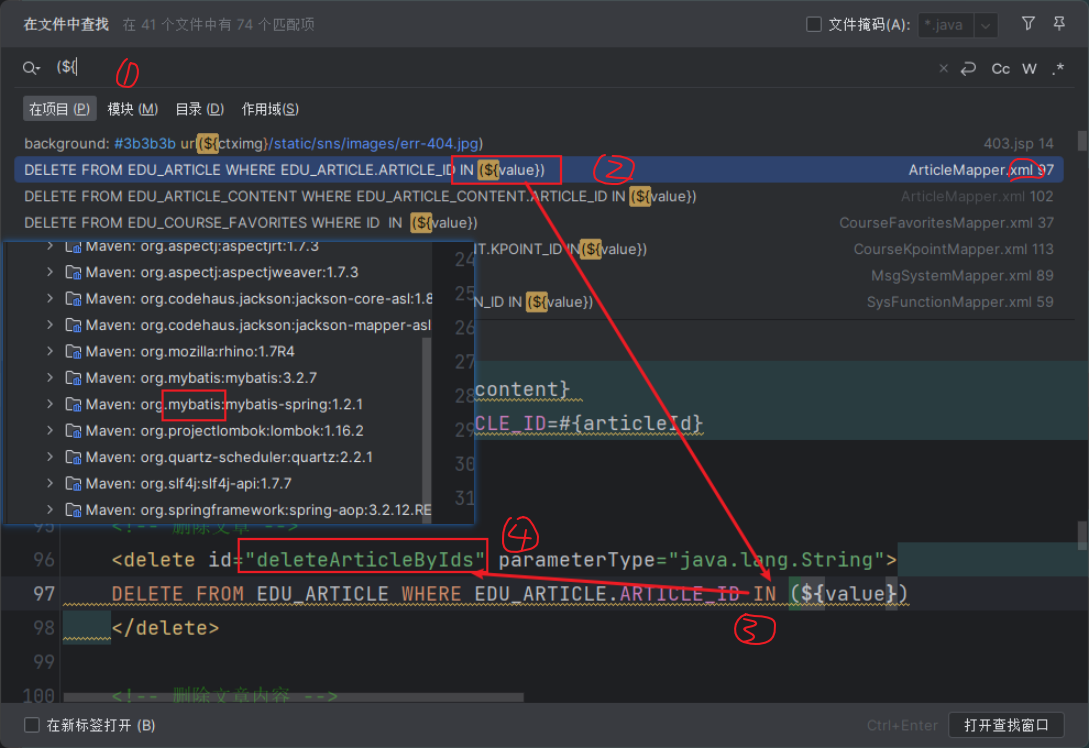 在文件中查找 在 41 个文件中有 74 个匹配项 文件掩码(A): *.java
(${ Cc W .*
①
在项目 (P) 模块 (M) 目录 (D) 作用域(S)
background: #3b3b3b url(${ctximg}/static/sns/images/err-404.jpg) 403.jsp 14
DELETE FROM EDU_ARTICLE WHERE EDU_ARTICLE.ARTICLE_ID IN (${value}) ② ArticleMapper.xml 97
DELETE FROM EDU_ARTICLE_CONTENT WHERE EDU_ARTICLE_CONTENT.ARTICLE_ID IN (${value}) ArticleMapper.xml 102
DELETE FROM EDU_COURSE_FAVORITES WHERE ID IN (${value}) CourseFavoritesMapper.xml 37
T.KPOINT_ID IN(${value}) CourseKpointMapper.xml 113
MsgSystemMapper.xml 89
N_ID IN (${value}) SysFunctionMapper.xml 59
Maven: org.aspectj:aspectjrt:1.7.3
Maven: org.aspectj:aspectjweaver:1.7.3
Maven: org.codehaus.jackson:jackson-core-asl:1.8
Maven: org.codehaus.jackson:jackson-mapper-asl
Maven: org.mozilla:rhino:1.7R4
Maven: org.mybatis:mybatis:3.2.7
Maven: org.mybatis:mybatis-spring:1.2.1
Maven: org.projectlombok:lombok:1.16.2
Maven: org.quartz-scheduler:quartz:2.2.1
Maven: org.slf4j:slf4j-api:1.7.7
Maven: org.springframework:spring-aop:3.2.12.RE
24
25
26
27
28 content}
29 CLE_ID=#{articleId}
30
31
95 <!-- 删除文章 -->
④
96 <delete id="deleteArticleByIds" parameterType="java.lang.String">
97 DELETE FROM EDU_ARTICLE WHERE EDU_ARTICLE.ARTICLE_ID IN (${value})
98 </delete>
③
99
100 <!-- 删除文章内容 -->
在新标签打开 (B) Ctrl+Enter 打开查找窗口